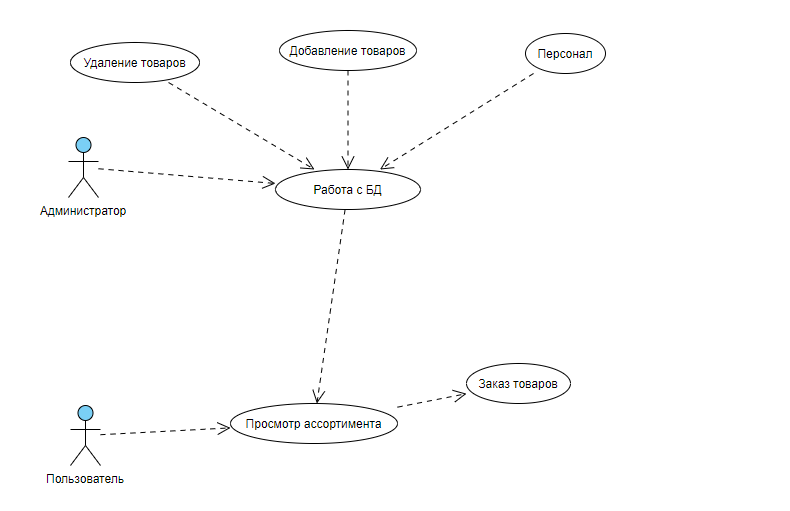 Добавление товаров
Удаление товаров
Персонал
Работа с БД
Администратор
Заказ товаров
Просмотр ассортимента
Пользователь